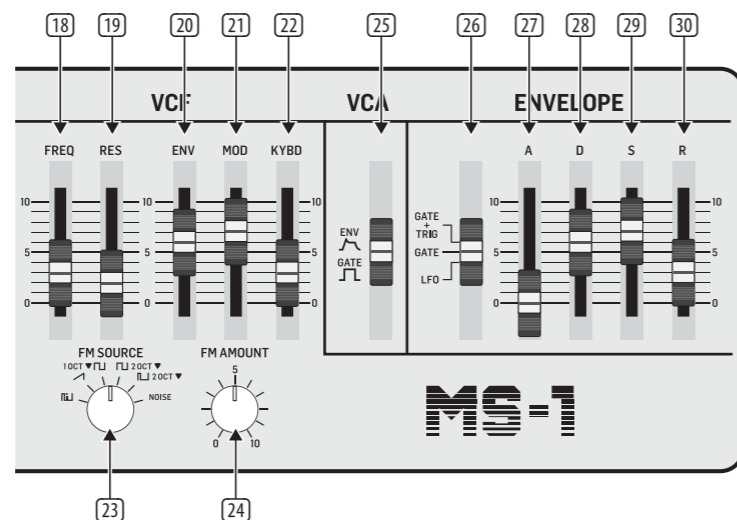 18 19 20 21 22 25 26 27 28 29 30
VCF VCA ENVELOPE
FREQ RES ENV MOD KYBD A D S R
10 10 10 10 10
ENV
GATE
GATE
+
TRIG
GATE
LFO
5 5 5 5 5
0 0 0 0 0
FM SOURCE FM AMOUNT
1 OCT ▼ 2 OCT ▼
2 OCT ▼
NOISE
5
0 10
MS-1
23 24